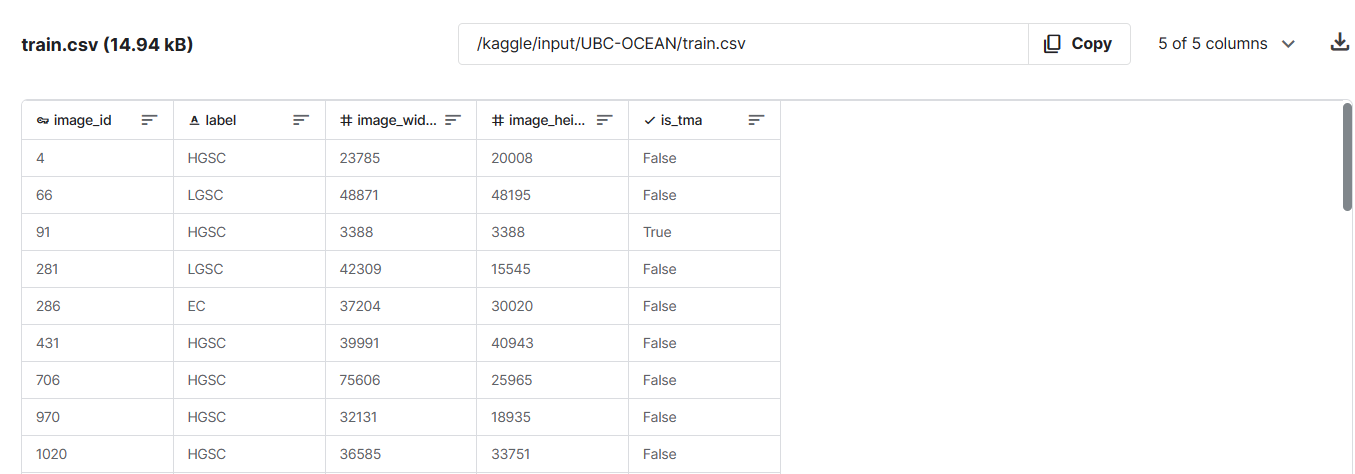 train.csv (14.94 kB) /kaggle/input/UBC-OCEAN/train.csv Copy 5 of 5 columns
image_id label image_wid... image_hei... is_tma
4 HGSC 23785 20008 False
66 LGSC 48871 48195 False
91 HGSC 3388 3388 True
281 LGSC 42309 15545 False
286 EC 37204 30020 False
431 HGSC 39991 40943 False
706 HGSC 75606 25965 False
970 HGSC 32131 18935 False
1020 HGSC 36585 33751 False